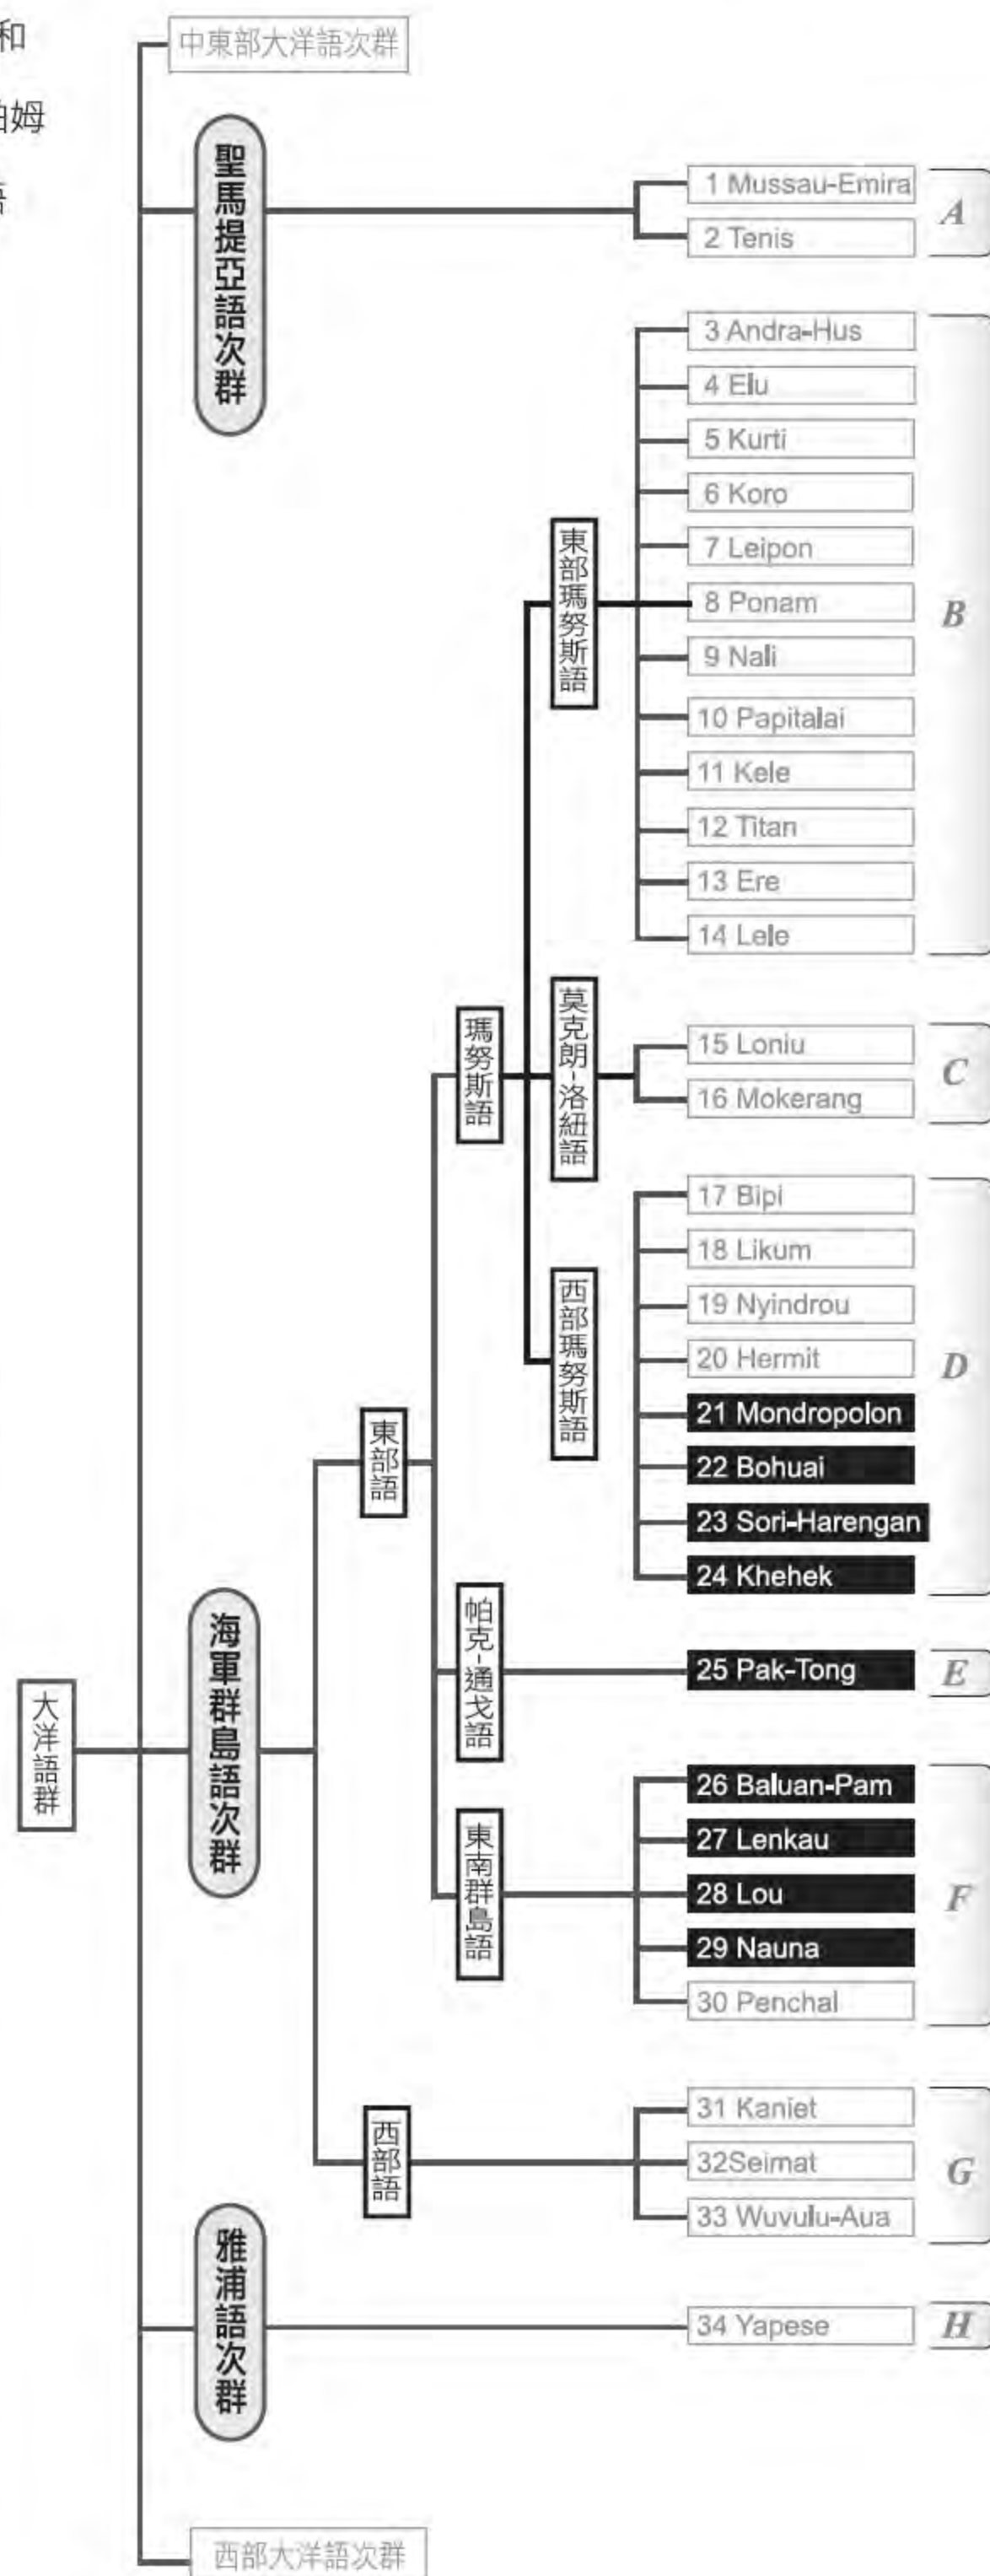 和
姆
中東部大洋語次群
聖馬提亞語次群
1 Mussau-Emira
2 Tenis
A
東部瑪努斯語
3 Andra-Hus
4 Elu
5 Kurti
6 Koro
7 Leipon
8 Ponam
9 Nali
10 Papitalai
11 Kele
12 Titan
13 Ere
14 Lele
B
瑪努斯語
莫克朗-洛紐語
15 Loniu
16 Mokerang
C
西部瑪努斯語
17 Bipi
18 Likum
19 Nyindrou
20 Hermit
21 Mondropolon
22 Bohuai
23 Sori-Harengan
24 Khehek
D
東部語
帕克-通戈語
25 Pak-Tong
E
大洋語群
海軍群島語次群
東南群島語
26 Baluan-Pam
27 Lenkau
28 Lou
29 Nauna
30 Penchal
F
西部語
31 Kaniet
32Seimat
33 Wuvulu-Aua
G
雅浦語次群
34 Yapese
H
西部大洋語次群